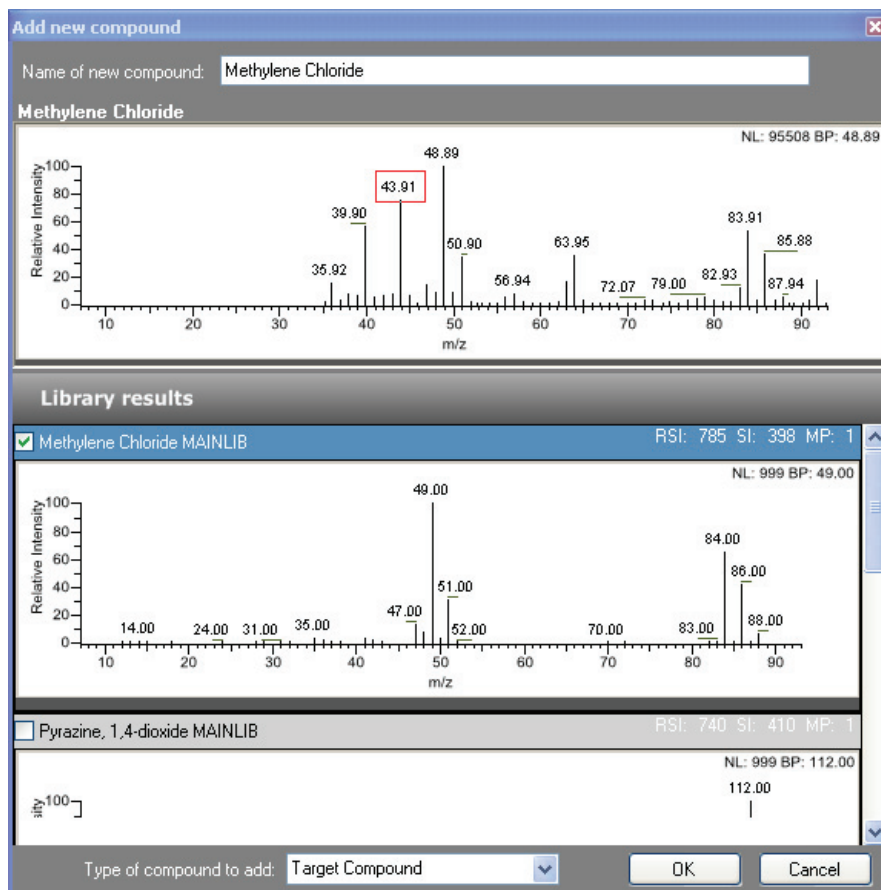 Add new compound
Name of new compound: Methylene Chloride
Methylene Chloride
NL: 95508 BP: 48.89
Relative Intensity
100
80
60
40
20
0
35.92
39.90
43.91
48.89
50.90
56.94
63.95
72.07
79.00
82.93
83.91
85.88
87.94
10 20 30 40 50 60 70 80 90
m/z
Library results
Methylene Chloride MAINLIB RSI: 785 SI: 398 MP: 1
NL: 999 BP: 49.00
Relative Intensity
100
80
60
40
20
0
14.00
24.00
31.00
35.00
47.00
49.00
51.00
52.00
70.00
83.00
84.00
86.00
88.00
10 20 30 40 50 60 70 80 90
m/z
Pyrazine, 1,4-dioxide MAINLIB RSI: 740 SI: 410 MP: 1
NL: 999 BP: 112.00
112.00
sity
100
Type of compound to add: Target Compound OK Cancel